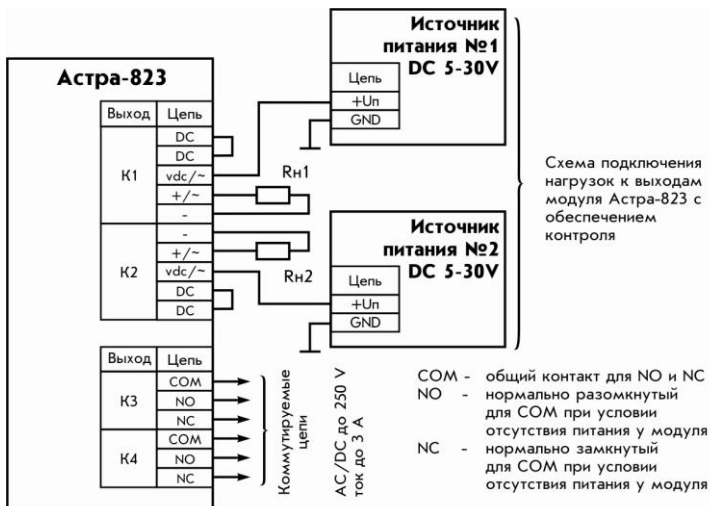 Астра-823
Выход Цепь
К1
DC
DC
vdc/~
+/~
-
К2
-
+/~
vdc/~
DC
DC
Rн1
Rн2
Источник
питания №1
DC 5-30V
Цепь
+Uп
GND
Источник
питания №2
DC 5-30V
Цепь
+Uп
GND
Схема подключения
нагрузок к выходам
модуля Астра-823 с
обеспечением
контроля
Выход Цепь
К3
COM
NO
NC
К4
COM
NO
NC
Коммутируемые
цепи
AC/DC до 250 V
ток до 3 А
COM - общий контакт для NO и NC
NO - нормально разомкнутый
для COM при условии
отсутствия питания у модуля
NC - нормально замкнутый
для COM при условии
отсутствия питания у модуля